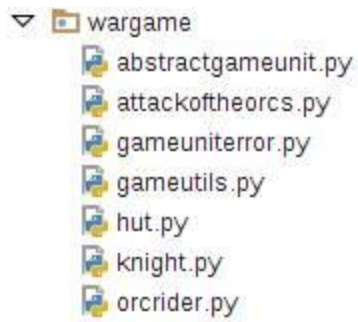 wargame
abstractgameunit.py
attackoftheorcs.py
gameuniterror.py
gameutils.py
hut.py
knight.py
orcrider.py